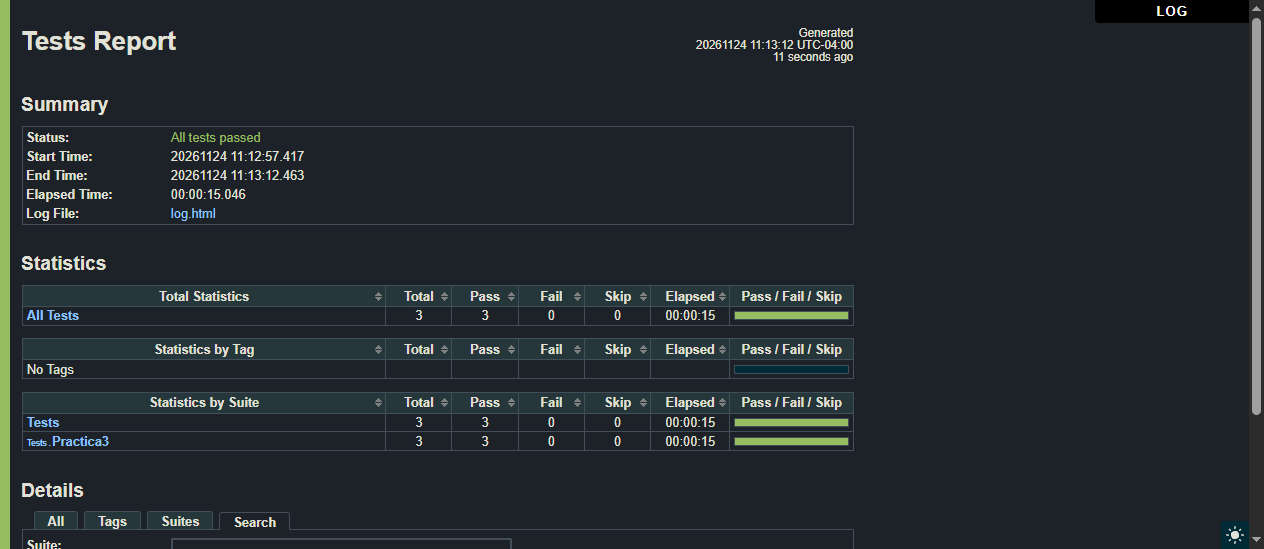 LOG
Tests Report
Generated
20261124 11:13:12 UTC-04:00
11 seconds ago
Summary
Status: All tests passed
Start Time: 20261124 11:12:57.417
End Time: 20261124 11:13:12.463
Elapsed Time: 00:00:15.046
Log File: log.html
Statistics
Total Statistics Total Pass Fail Skip Elapsed Pass / Fail / Skip
All Tests 3 3 0 0 00:00:15
Statistics by Tag Total Pass Fail Skip Elapsed Pass / Fail / Skip
No Tags
Statistics by Suite Total Pass Fail Skip Elapsed Pass / Fail / Skip
Tests 3 3 0 0 00:00:15
Tests . Practica3 3 3 0 0 00:00:15
Details
All Tags Suites Search
Suite: